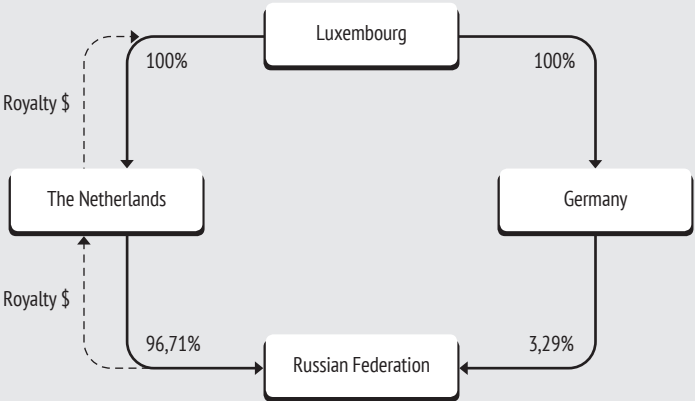 Luxembourg
100%
100%
Royalty $
The Netherlands
Germany
Royalty $
96,71%
3,29%
Russian Federation